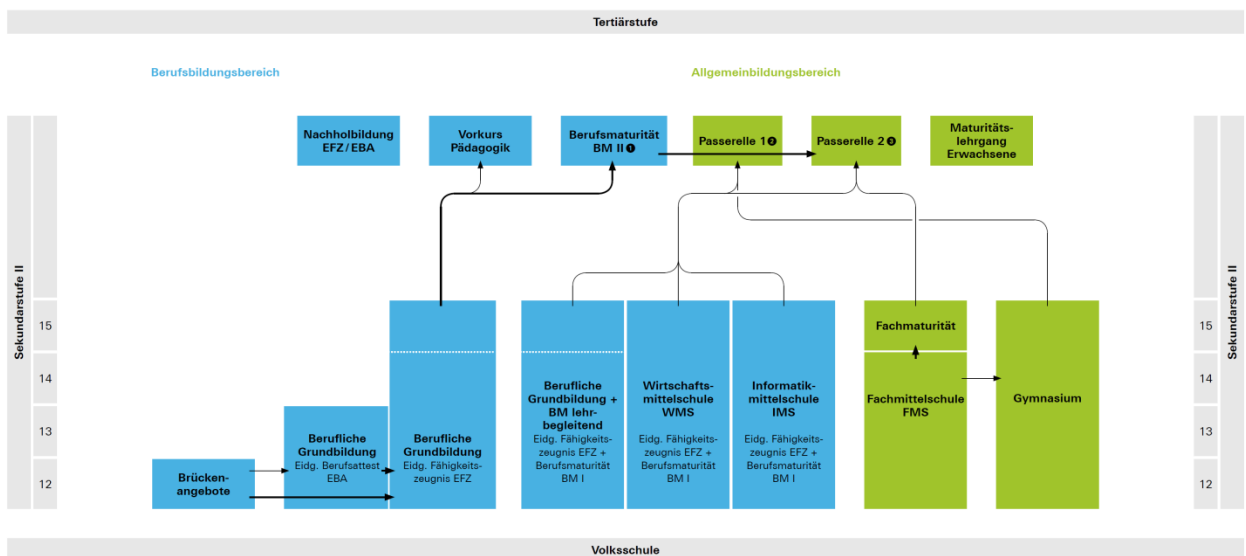 Tertiärstufe
Berufsbildungsbereich
Allgemeinbildungsbereich
Nachholbildung
EFZ/EBA
Vorkurs
Pädagogik
Berufsmaturität
BM II ❶
Passerelle 1 ❷
Passerelle 2 ❸
Maturitäts-
lehrgang
Erwachsene
Sekundarstufe II
15
14
13
12
Brücken-
angebote
Berufliche
Grundbildung
Eidg. Berufsattest
EBA
Berufliche
Grundbildung
Eidg. Fähigkeits-
zeugnis EFZ
Berufliche
Grundbildung +
BM lehr-
begleitend
Eidg. Fähigkeits-
zeugnis EFZ +
Berufsmaturität
BM I
Wirtschafts-
mittelschule
WMS
Eidg. Fähigkeits-
zeugnis EFZ +
Berufsmaturität
BM I
Informatik-
mittelschule
IMS
Eidg. Fähigkeits-
zeugnis EFZ +
Berufsmaturität
BM I
Fachmaturität
Fachmittelschule
FMS
Gymnasium
15
14
13
12
Sekundarstufe II
Volksschule